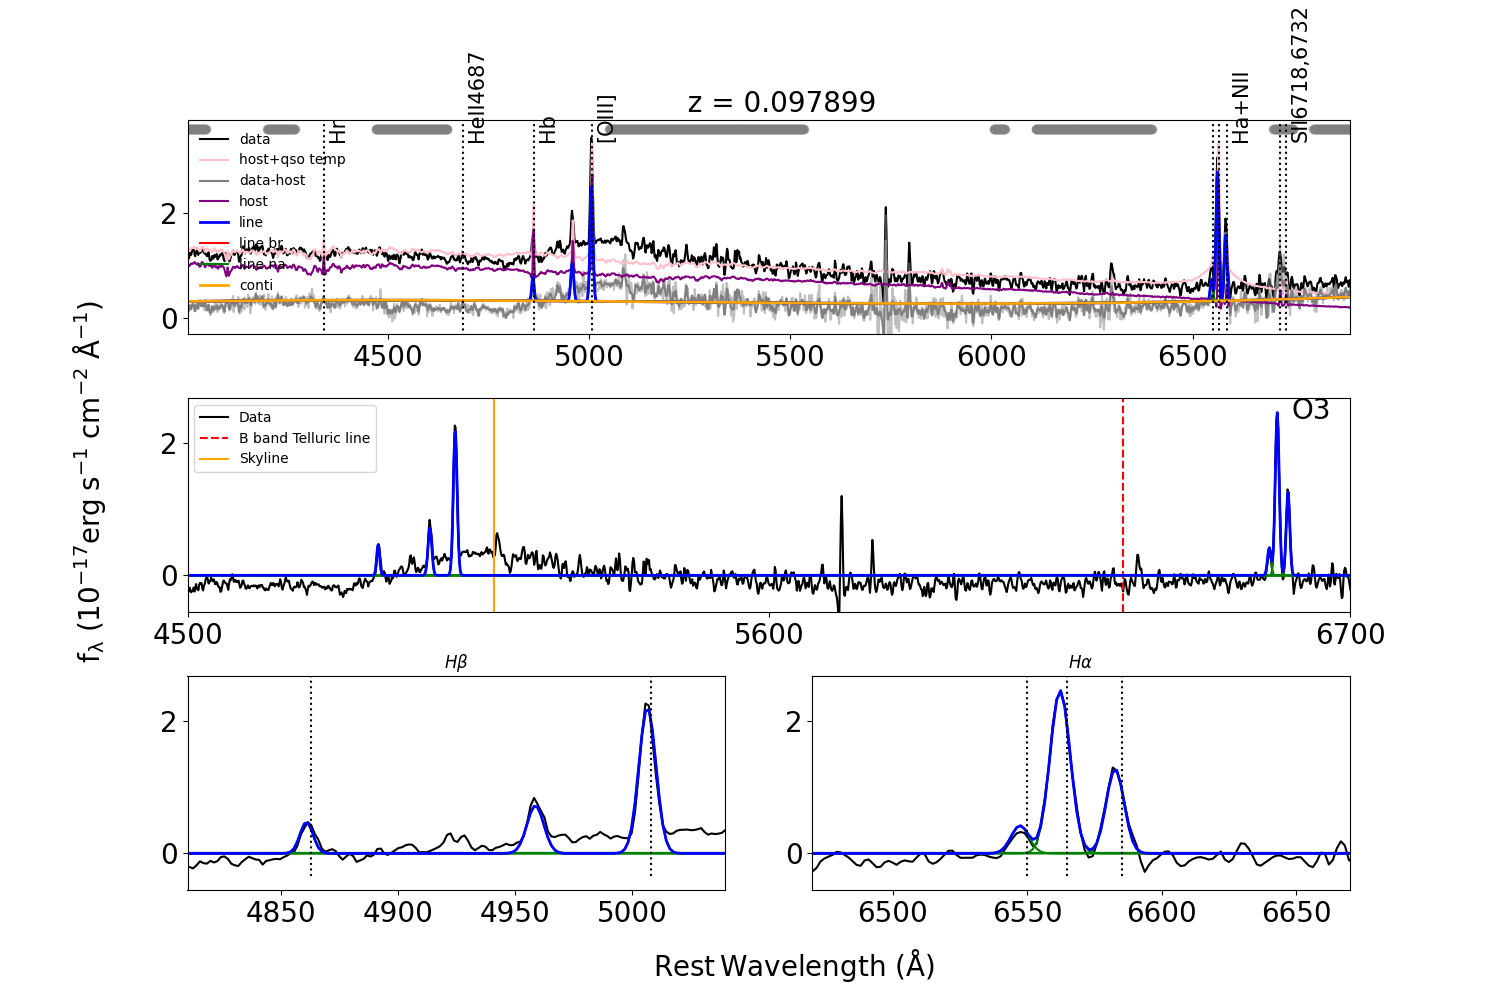 z = 0.097899
Hr
HeII4687
Hb
[OIII]
Ha+NII
SII6718,6732
data
host+qso temp
data-host
host
line
line br
line na
conti
2
0
4500
5000
5500
6000
6500
Data
B band Telluric line
Skyline
O3
2
0
4500
5600
6700
Hβ
Hα
2
0
4850
4900
4950
5000
2
0
6500
6550
6600
6650
fλ (10⁻¹⁷erg s⁻¹ cm⁻² Å⁻¹)
Rest Wavelength (Å)